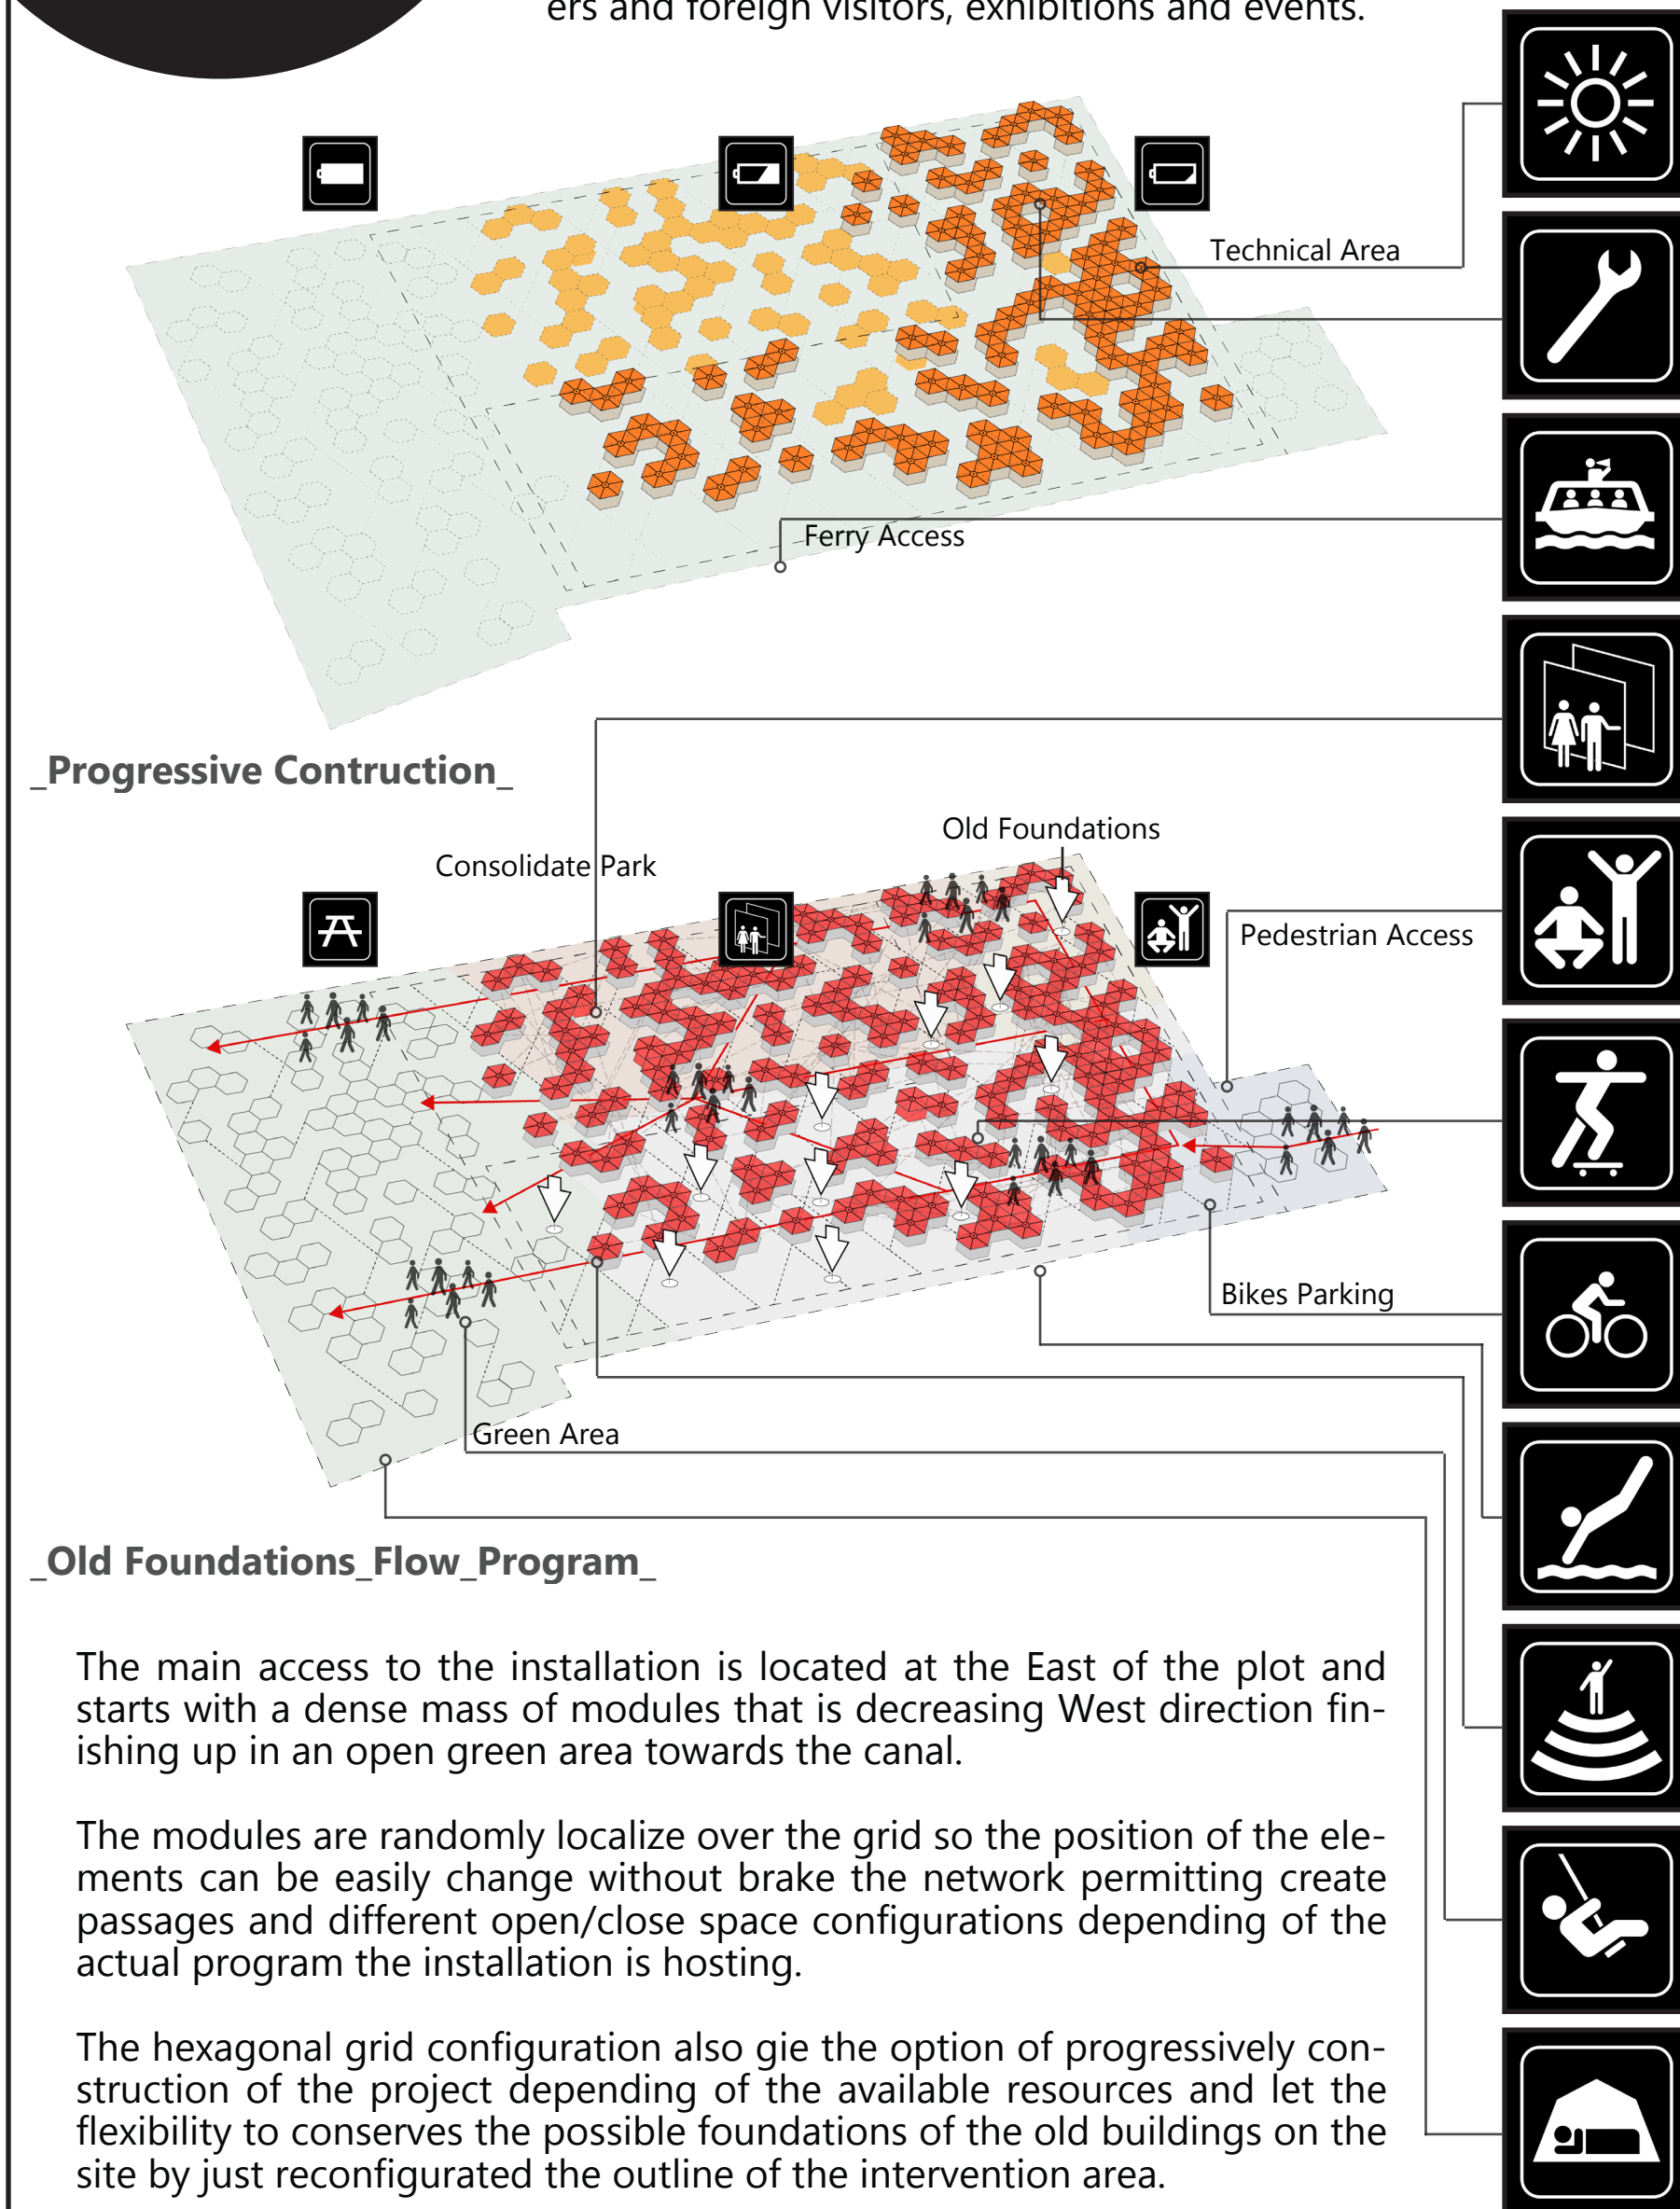 ers and foreign visitors, exhibitions and events.
Technical Area
Ferry Access
_Progressive Contruction_
Old Foundations
Consolidate Park
Pedestrian Access
Bikes Parking
Green Area
_Old Foundations_Flow_Program_
The main access to the installation is located at the East of the plot and
starts with a dense mass of modules that is decreasing West direction fin-
ishing up in an open green area towards the canal.
The modules are randomly localize over the grid so the position of the ele-
ments can be easily change without brake the network permitting create
passages and different open/close space configurations depending of the
actual program the installation is hosting.
The hexagonal grid configuration also gie the option of progressively con-
struction of the project depending of the available resources and let the
flexibility to conserves the possible foundations of the old buildings on the
site by just reconfigurated the outline of the intervention area.